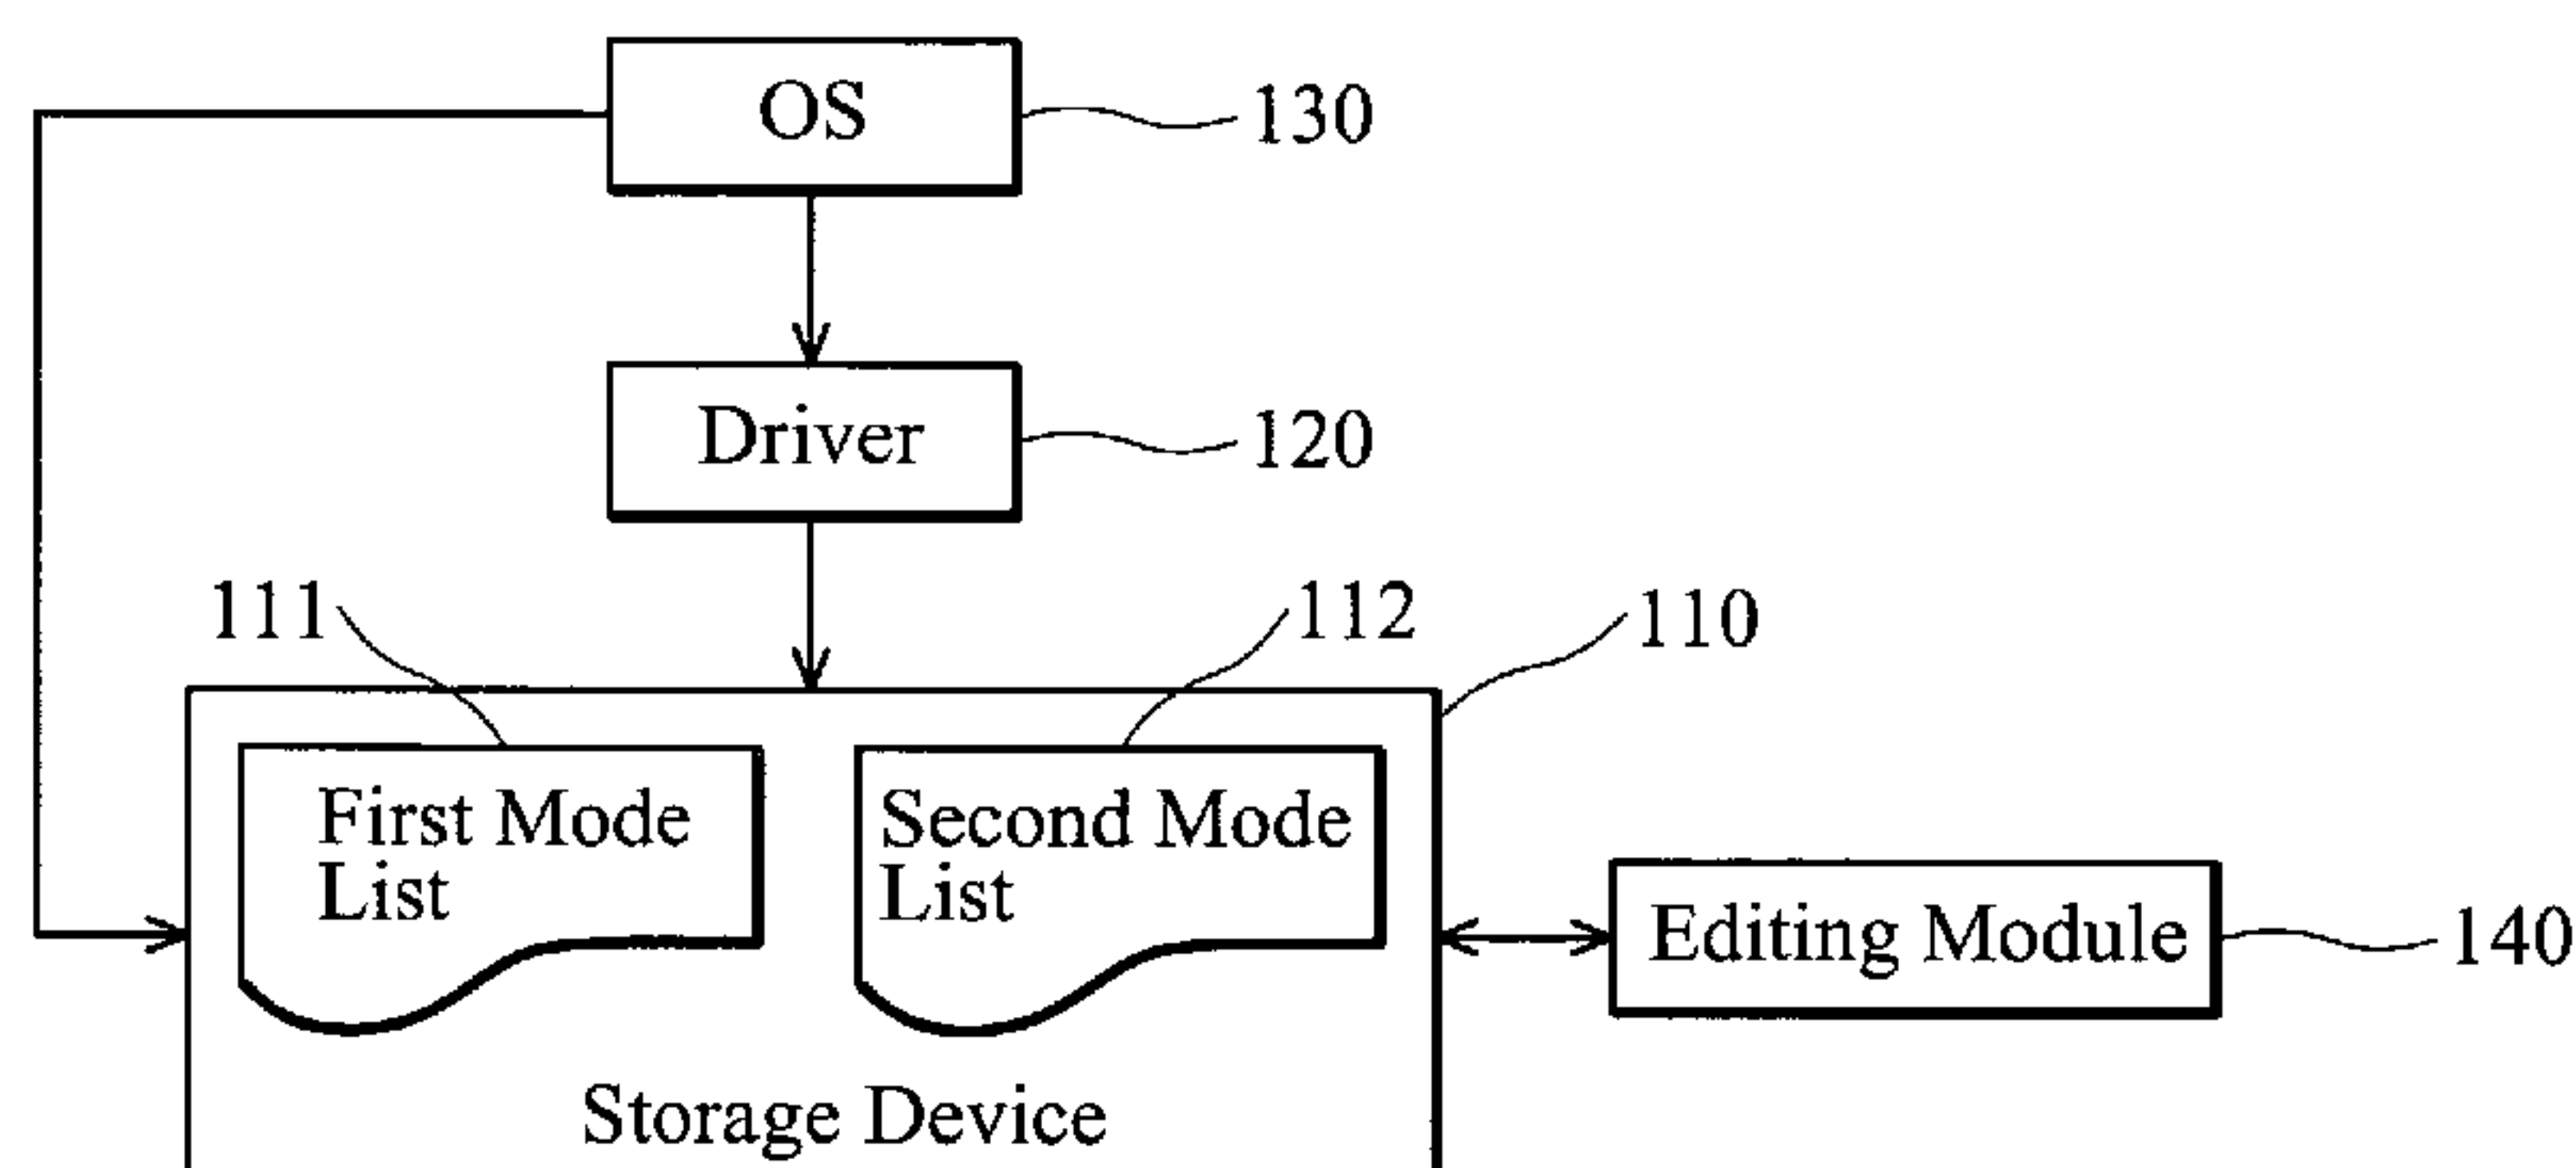 OS
130
Driver
120
111
112
110
First Mode
List
Second Mode
List
Editing Module
140
Storage Device